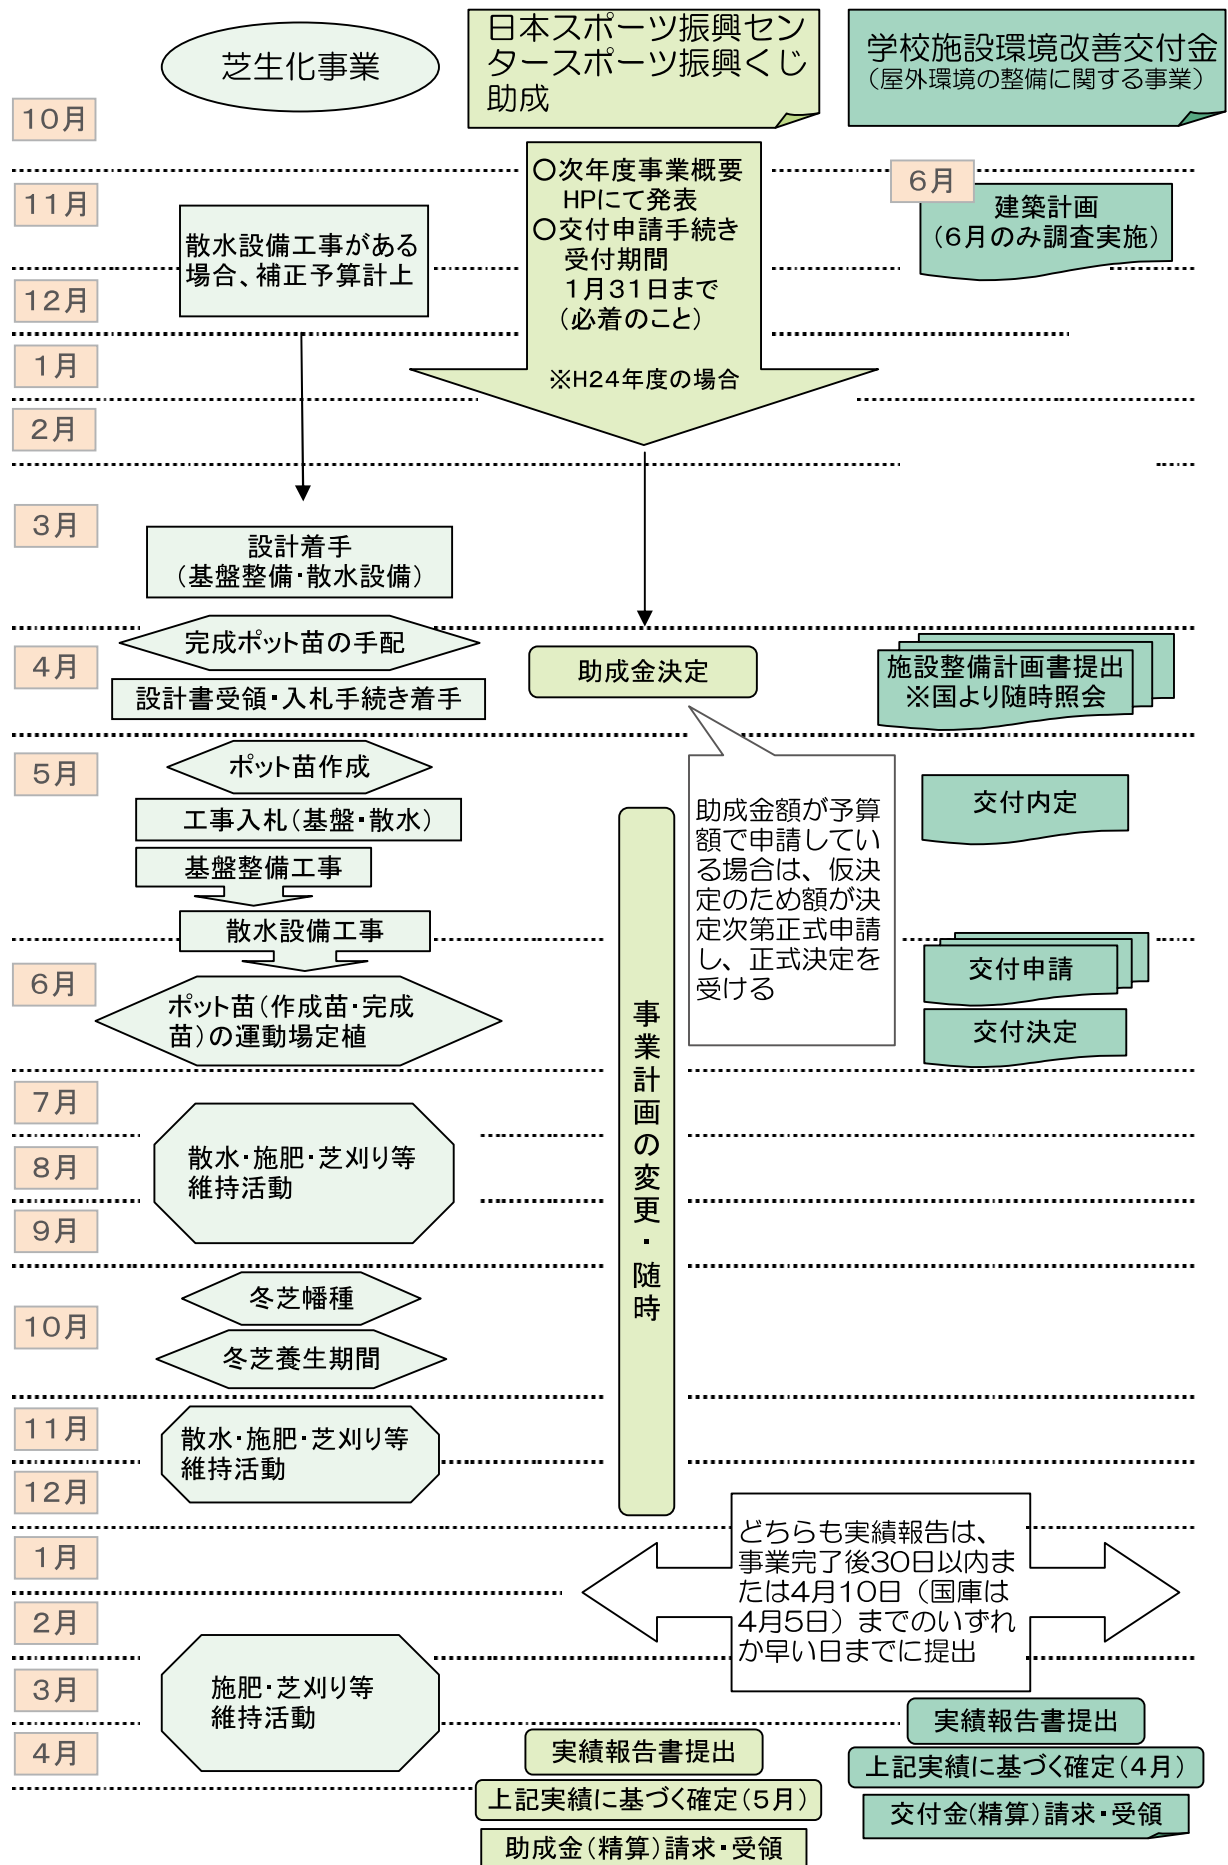 芝生化事業
日本スポーツ振興セン
タースポーツ振興くじ
助成
学校施設環境改善交付金
（屋外環境の整備に関する事業）
10月
〇次年度事業概要
HPにて発表
〇交付申請手続き
受付期間
1月31日まで
（必着のこと）
※H24年度の場合
6月
建築計画
（6月のみ調査実施）
11月
散水設備工事がある
場合、補正予算計上
12月
1月
2月
3月
設計着手
（基盤整備・散水設備）
4月
完成ポット苗の手配
設計書受領・入札手続き着手
助成金決定
施設整備計画書提出
※国より随時照会
5月
ポット苗作成
工事入札（基盤・散水）
基盤整備工事
散水設備工事
助成金額が予算
額で申請してい
る場合は、仮決
定のため額が決
定次第正式申請
し、正式決定を
受ける
交付内定
6月
ポット苗（作成苗・完成
苗）の運動場定植
交付申請
交付決定
事業計画の変更・随時
7月
8月
散水・施肥・芝刈り等
維持活動
9月
10月
冬芝幡種
冬芝養生期間
11月
散水・施肥・芝刈り等
維持活動
12月
1月
どちらも実績報告は、
事業完了後30日以内ま
たは4月10日（国庫は
4月5日）までのいずれ
か早い日までに提出
2月
3月
施肥・芝刈り等
維持活動
4月
実績報告書提出
上記実績に基づく確定（5月）
助成金（精算）請求・受領
実績報告書提出
上記実績に基づく確定（4月）
交付金（精算）請求・受領